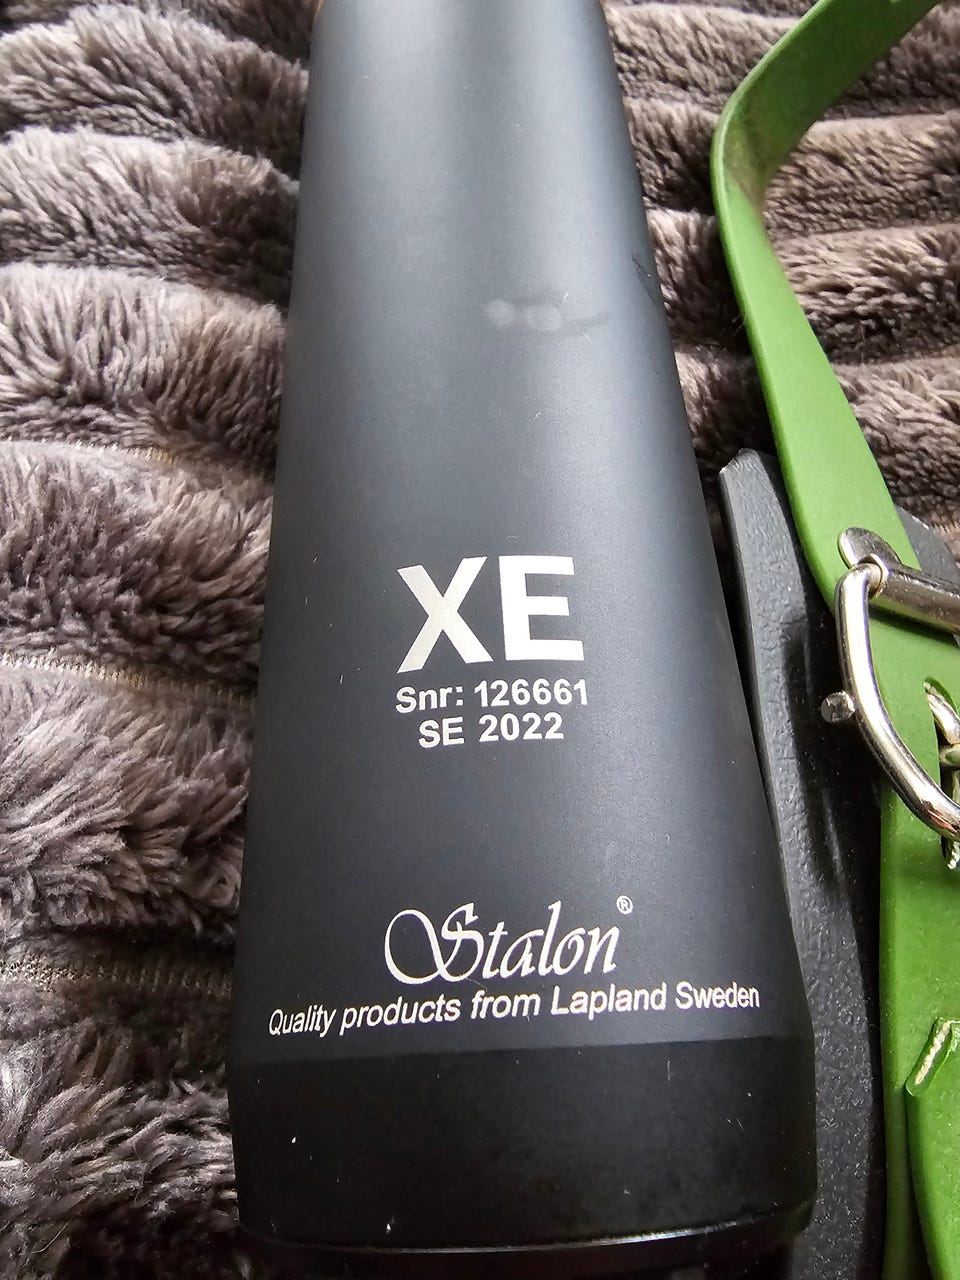 XE
Snr: 126661
SE 2022
Stalon®
Quality products from Lapland Sweden